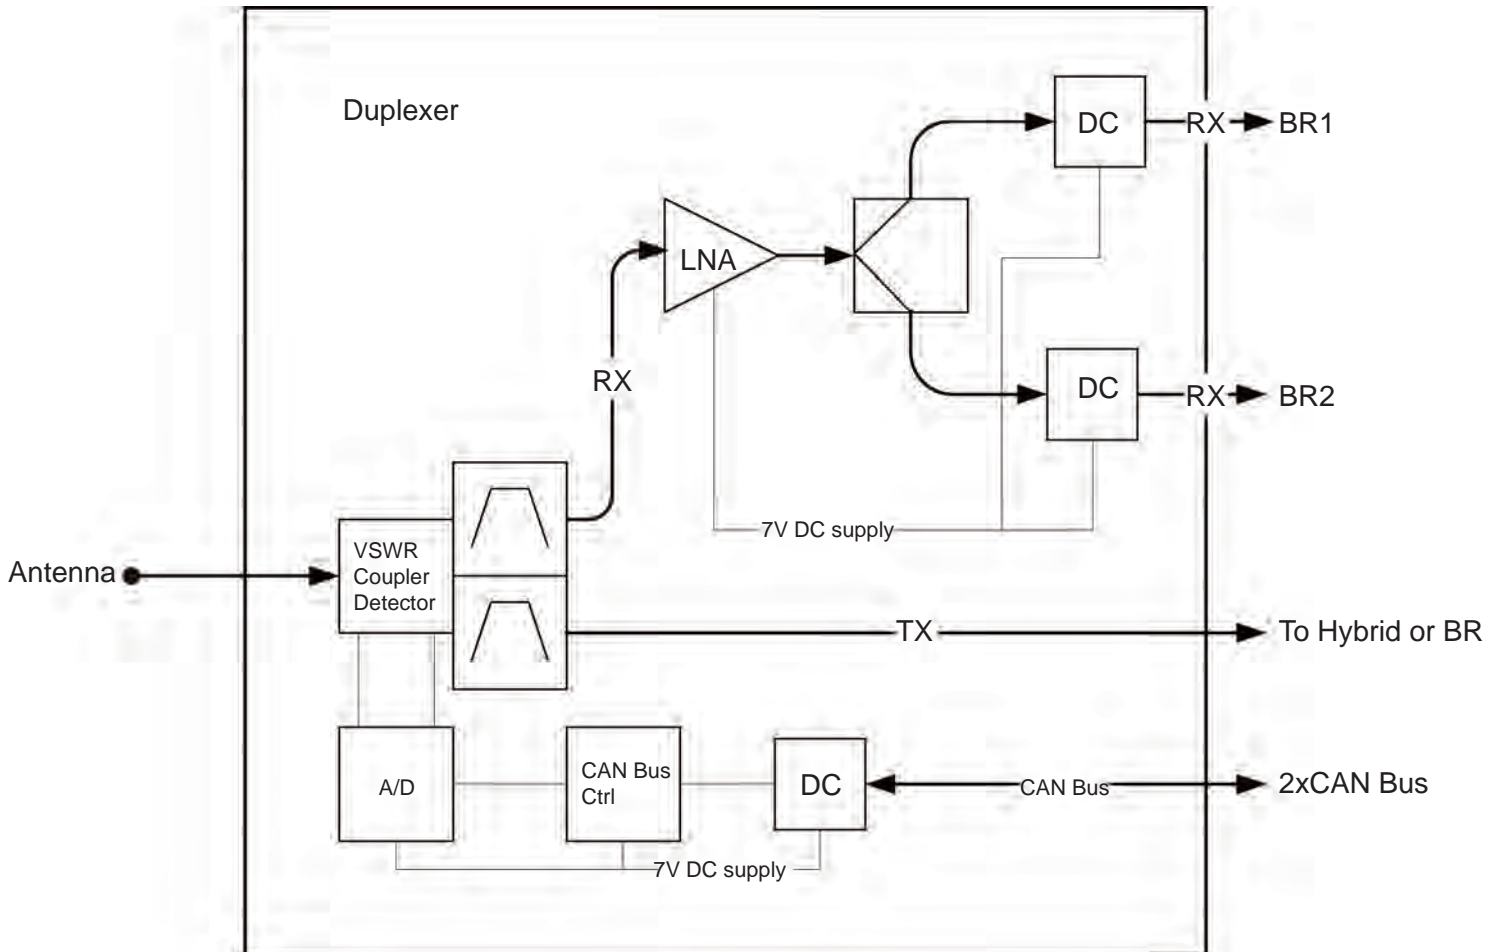 Duplexer
DC
RX
BR1
LNA
RX
DC
RX
BR2
7V DC supply
VSWR
Coupler
Detector
Antenna
TX
To Hybrid or BR
A/D
CAN Bus
Ctrl
DC
CAN Bus
2xCAN Bus
7V DC supply